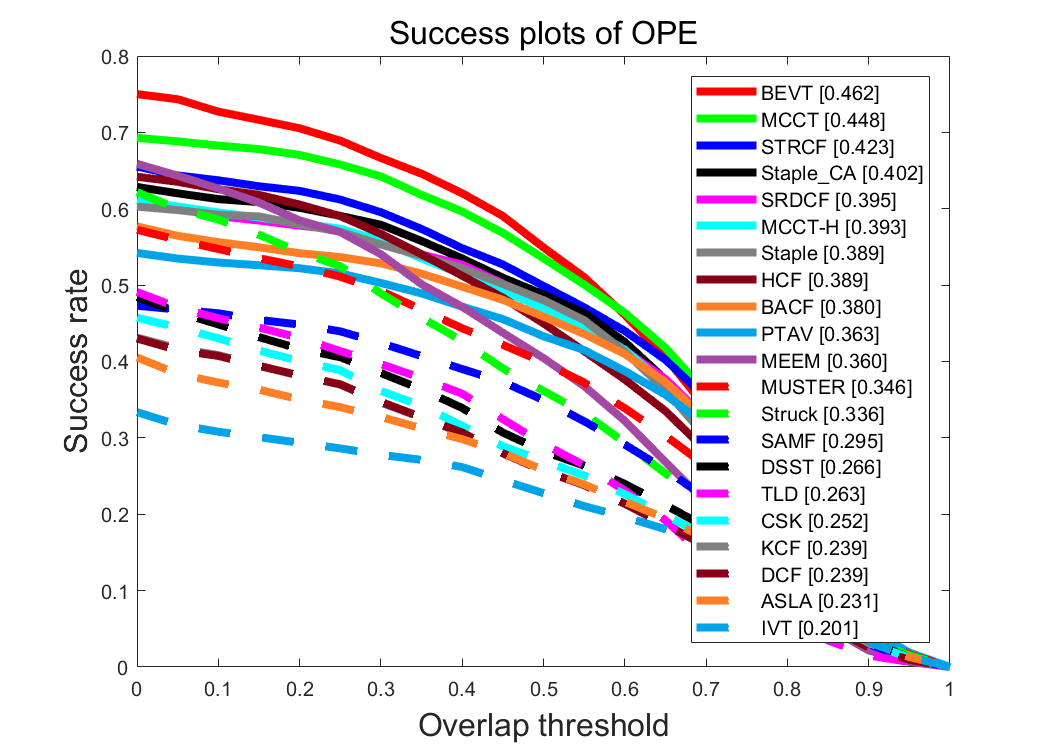 Success plots of OPE
0.8
0.7
0.6
0.5
0.4
0.3
0.2
0.1
0
Success rate
BEVT [0.462]
MCCT [0.448]
STRCF [0.423]
Staple_CA [0.402]
SRDCF [0.395]
MCCT-H [0.393]
Staple [0.389]
HCF [0.389]
BACF [0.380]
PTAV [0.363]
MEEM [0.360]
MUSTER [0.346]
Struck [0.336]
SAMF [0.295]
DSST [0.266]
TLD [0.263]
CSK [0.252]
KCF [0.239]
DCF [0.239]
ASLA [0.231]
IVT [0.201]
0 0.1 0.2 0.3 0.4 0.5 0.6 0.7 0.8 0.9 1
Overlap threshold